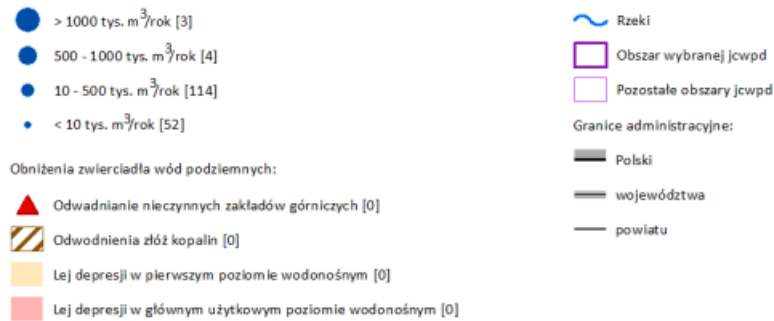 > 1000 tys. m³/rok [3]
500 - 1000 tys. m³/rok [4]
10 - 500 tys. m³/rok [114]
< 10 tys. m³/rok [52]
Obniżenia zwierciadła wód podziemnych:
Odwadnianie nieczynnych zakładów górniczych [0]
Odwodnienia złóż kopalin [0]
Lej depresji w pierwszym poziomie wodonośnym [0]
Lej depresji w głównym użytkowym poziomie wodonośnym [0]
Rzeki
Obszar wybranej jcwpd
Pozostałe obszary jcwpd
Granice administracyjne:
Polski
województwa
powiatu